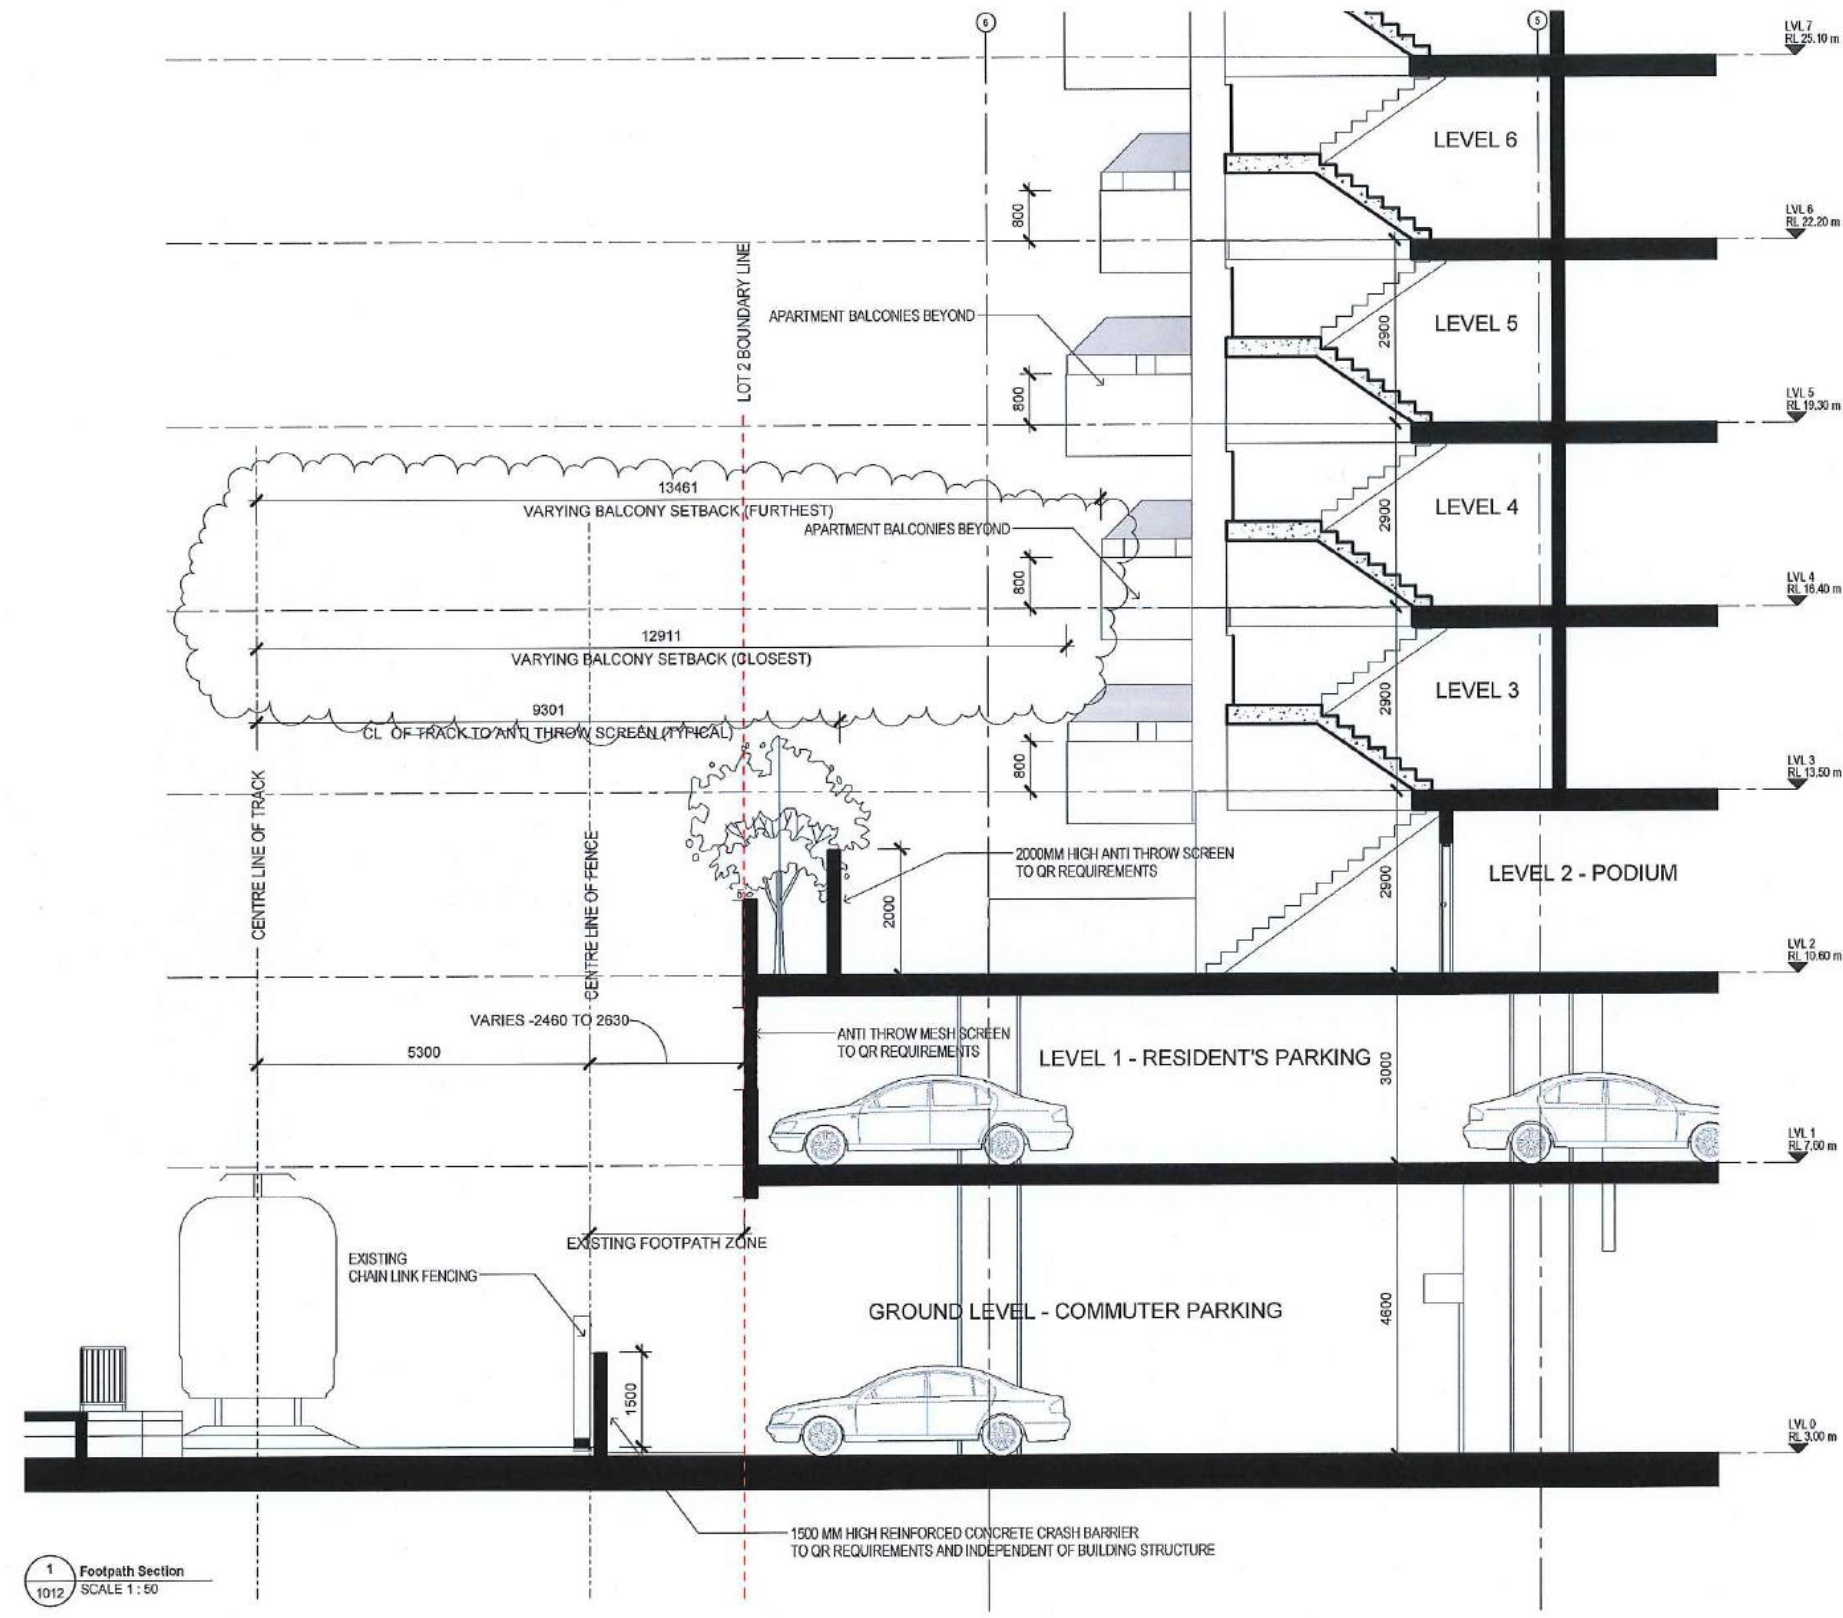 6
5
LVL 7
RL 25.10 m
LEVEL 6
800
LVL 6
RL 22.20 m
LOT 2 BOUNDARY LINE
APARTMENT BALCONIES BEYOND
LEVEL 5
2900
800
LVL 5
RL 19.30 m
13461
VARYING BALCONY SETBACK (FURTHEST)
APARTMENT BALCONIES BEYOND
LEVEL 4
2900
800
LVL 4
RL 16.40 m
12911
VARYING BALCONY SETBACK (CLOSEST)
LEVEL 3
2900
9301
CL OF TRACK TO ANTI THROW SCREEN (TYPICAL)
800
LVL 3
RL 13.50 m
CENTRE LINE OF TRACK
CENTRE LINE OF FENCE
2000MM HIGH ANTI THROW SCREEN
TO QR REQUIREMENTS
2000
2900
LEVEL 2 - PODIUM
LVL 2
RL 10.60 m
VARIES -2460 TO 2630
ANTI THROW MESH SCREEN
TO QR REQUIREMENTS
5300
LEVEL 1 - RESIDENT'S PARKING
3000
LVL 1
RL 7.60 m
EXISTING FOOTPATH ZONE
EXISTING
CHAIN LINK FENCING
GROUND LEVEL - COMMUTER PARKING
4600
1500
LVL 0
RL 3.00 m
1500 MM HIGH REINFORCED CONCRETE CRASH BARRIER
TO QR REQUIREMENTS AND INDEPENDENT OF BUILDING STRUCTURE
1
1012
Footpath Section
SCALE 1 : 50